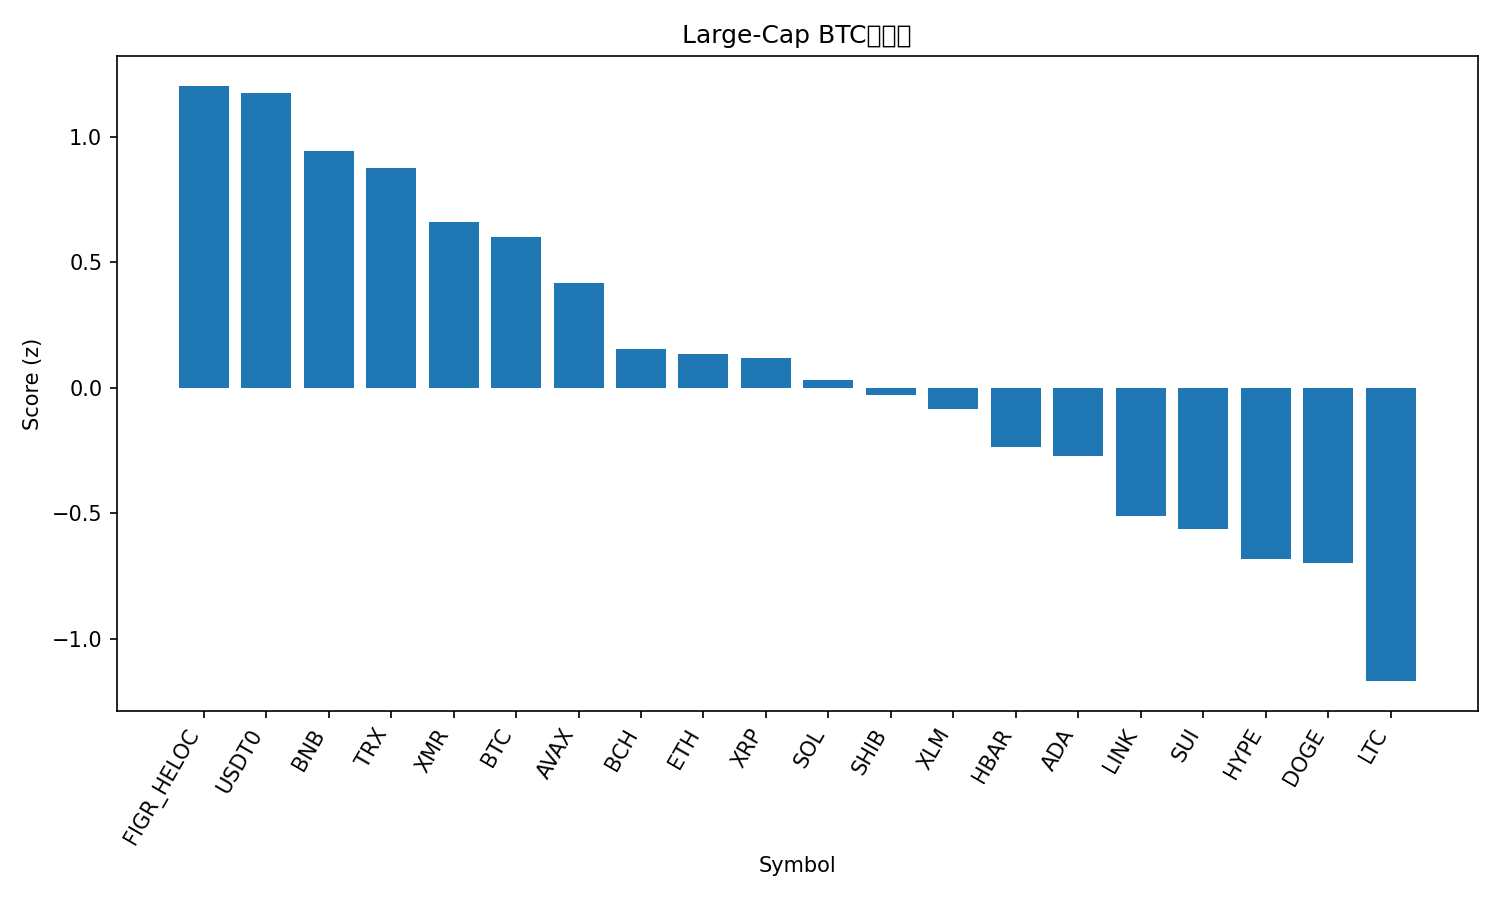 Large-Cap BTC
Score (z)
1.0
0.5
0.0
−0.5
−1.0
FIGR_HELOC
USDT0
BNB
TRX
XMR
BTC
AVAX
BCH
ETH
XRP
SOL
SHIB
XLM
HBAR
ADA
LINK
SUI
HYPE
DOGE
LTC
Symbol